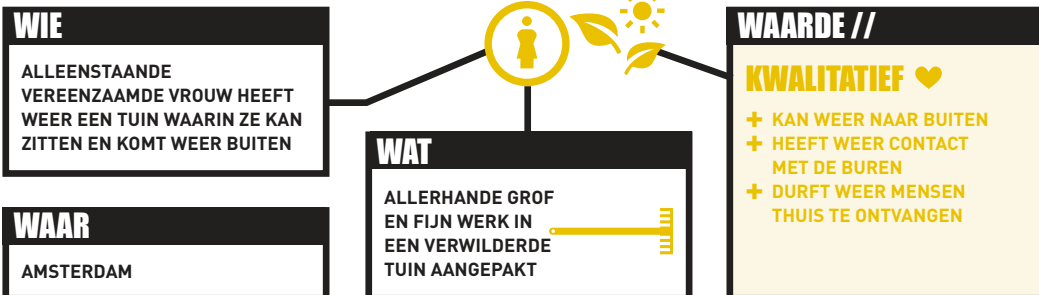 WIE
ALLEENSTAANDE
VEREENZAAMDE VROUW HEEFT
WEER EEN TUIN WAARIN ZE KAN
ZITTEN EN KOMT WEER BUITEN
WAAR
AMSTERDAM
WAT
ALLERHANDE GROF
EN FIJN WERK IN
EEN VERWILDERDE
TUIN AANGEPAKT
WAARDE //
KWALITATIEF
+ KAN WEER NAAR BUITEN
+ HEEFT WEER CONTACT
MET DE BUREN
+ DURFT WEER MENSEN
THUIS TE ONTVANGEN